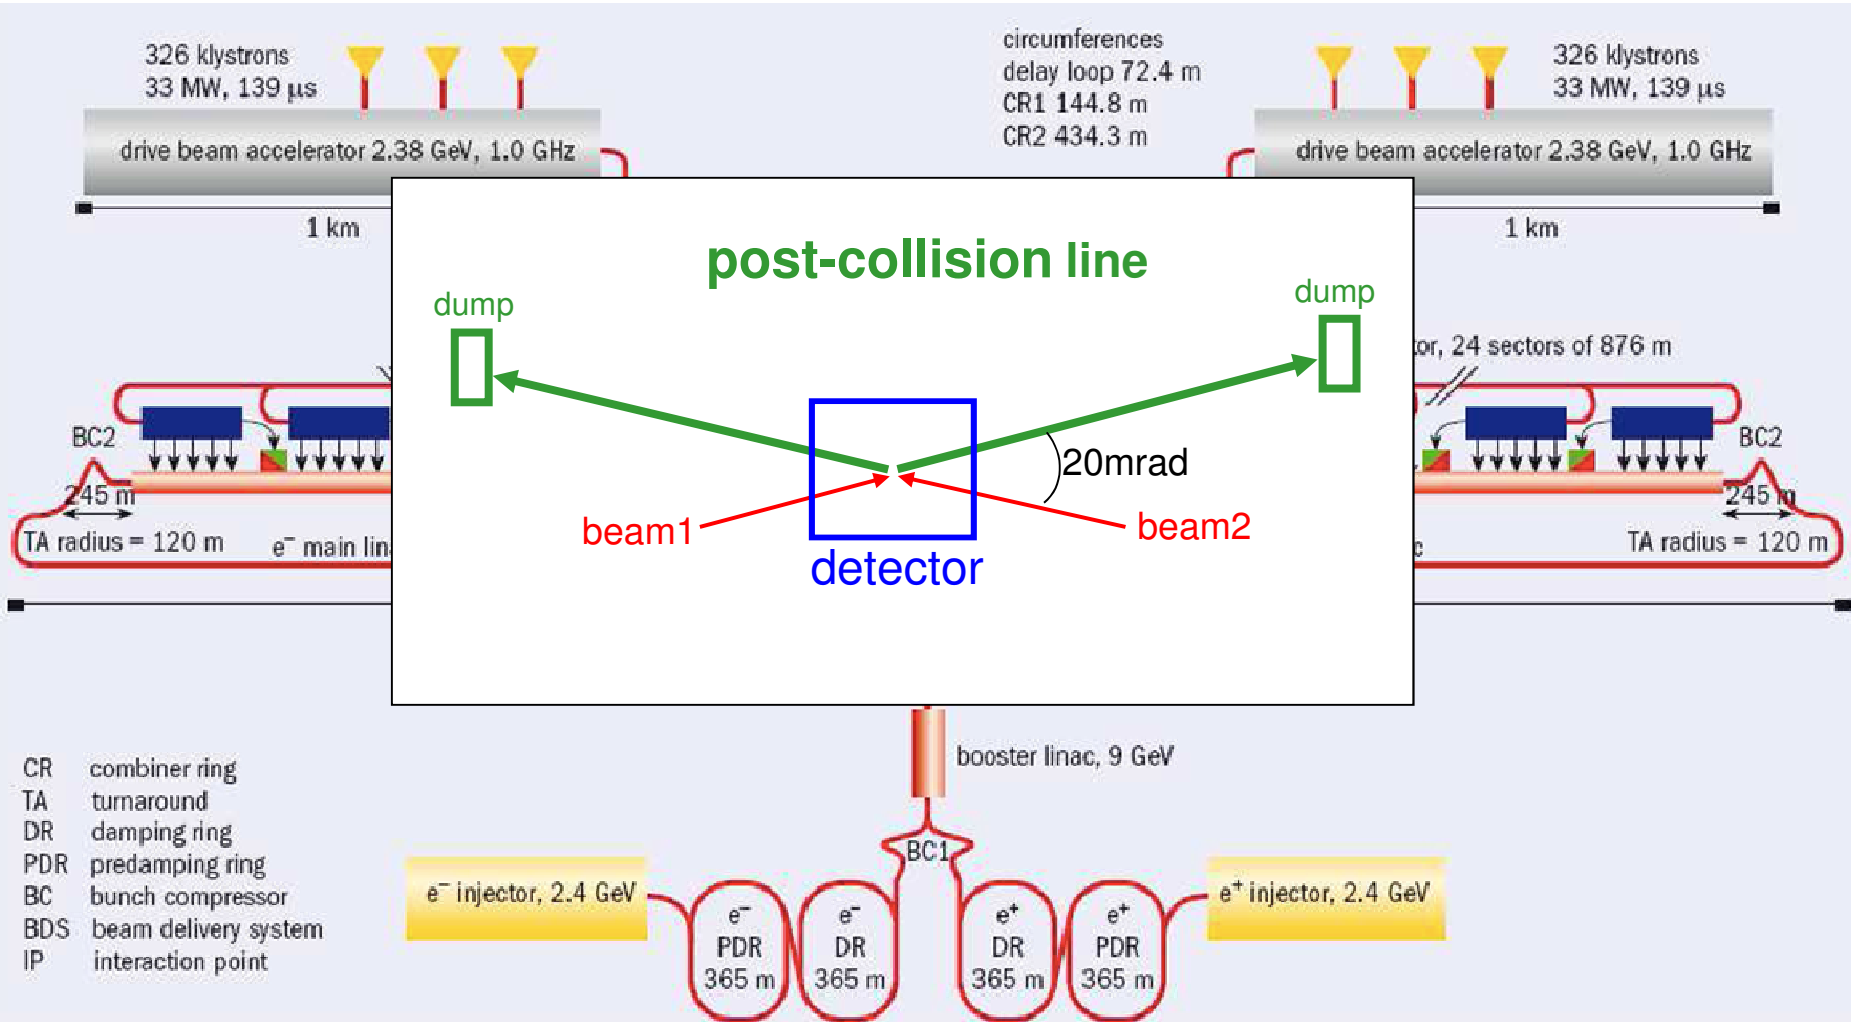 326 klystrons
33 MW, 139 μs
circumferences
delay loop 72.4 m
CR1 144.8 m
CR2 434.3 m
326 klystrons
33 MW, 139 μs
drive beam accelerator 2.38 GeV, 1.0 GHz
drive beam accelerator 2.38 GeV, 1.0 GHz
1 km
1 km
post-collision line
dump
dump
24 sectors of 876 m
BC2
BC2
20mrad
245 m
245 m
beam1
beam2
TA radius = 120 m
e⁻ main
TA radius = 120 m
detector
booster linac, 9 GeV
CR combiner ring
TA turnaround
DR damping ring
PDR predamping ring
BC bunch compressor
BDS beam delivery system
IP interaction point
BC1
e⁻ injector, 2.4 GeV
e⁺ injector, 2.4 GeV
e⁻
PDR
365 m
e⁻
DR
365 m
e⁺
DR
365 m
e⁺
PDR
365 m